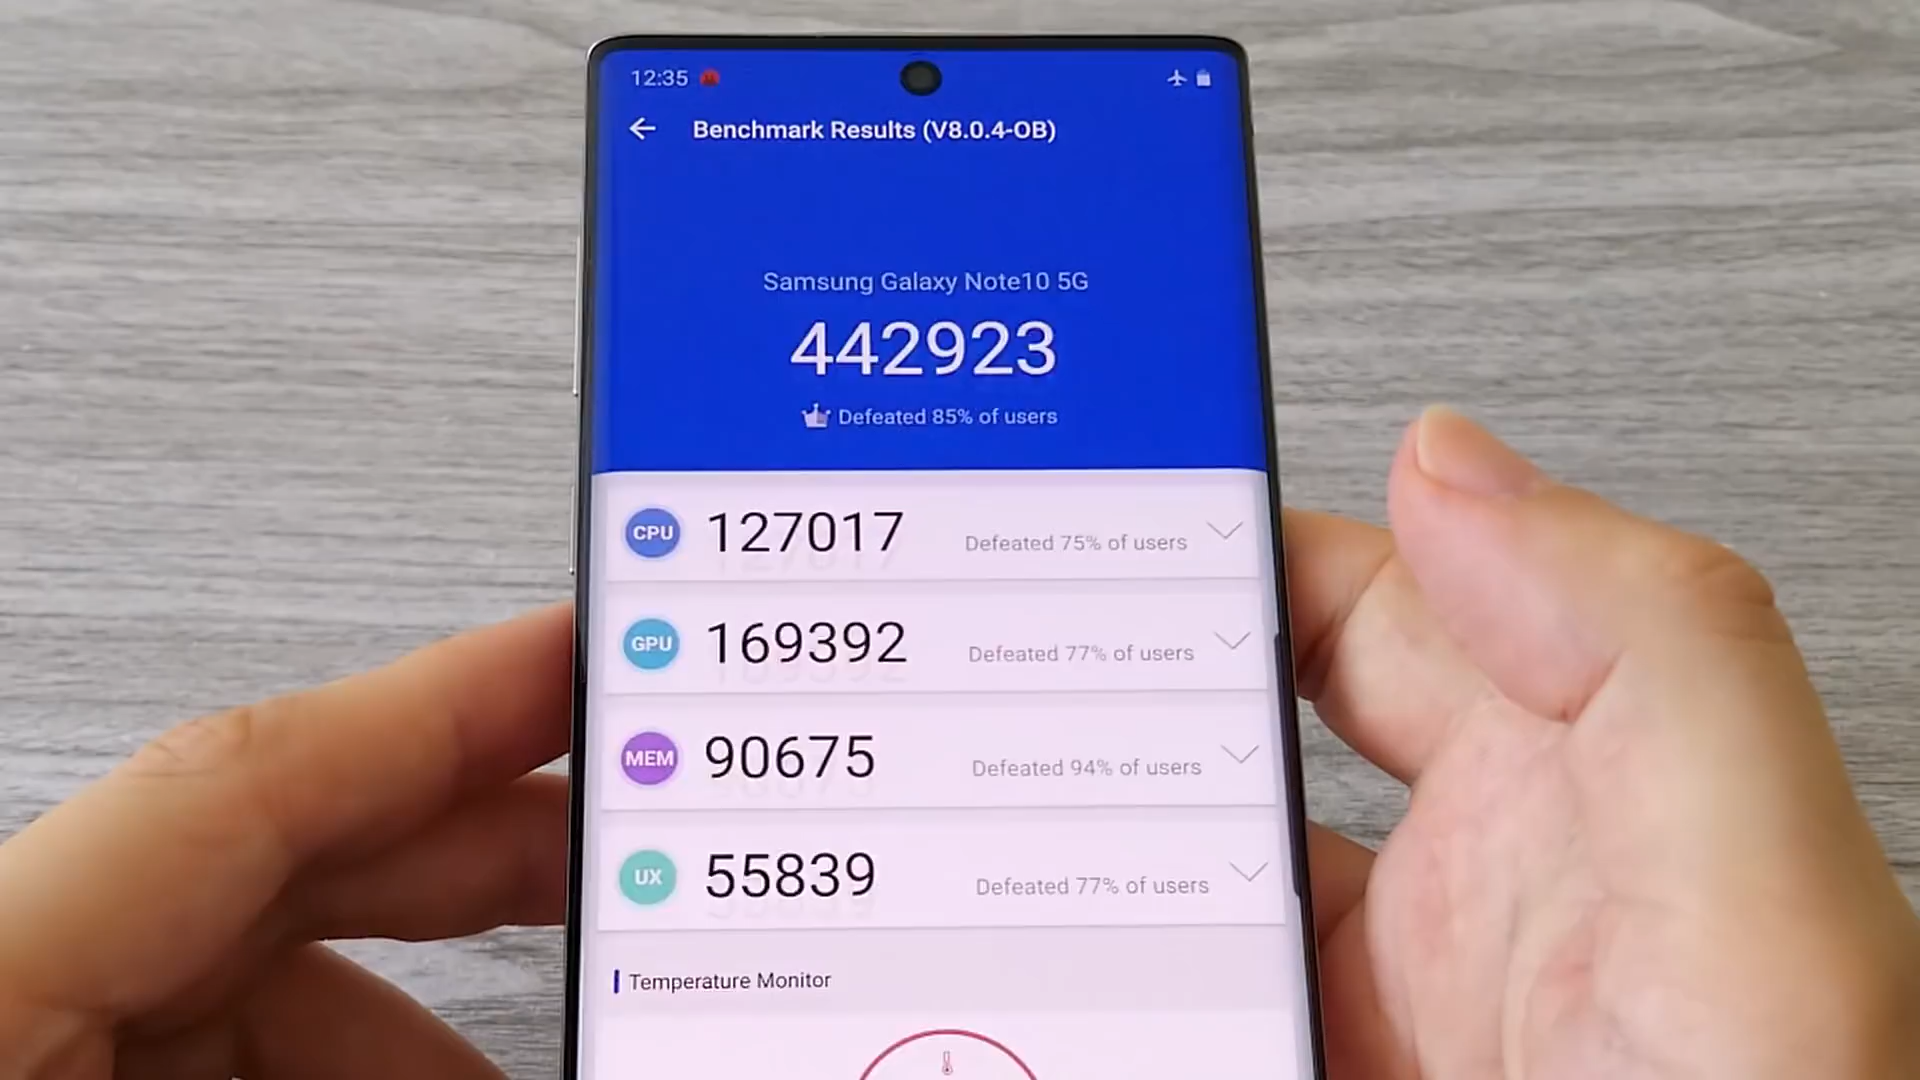 12:35
Benchmark Results (V8.0.4-OB)
Samsung Galaxy Note10 5G
442923
Defeated 85% of users
CPU 127017 Defeated 75% of users
GPU 169392 Defeated 77% of users
MEM 90675 Defeated 94% of users
UX 55839 Defeated 77% of users
Temperature Monitor